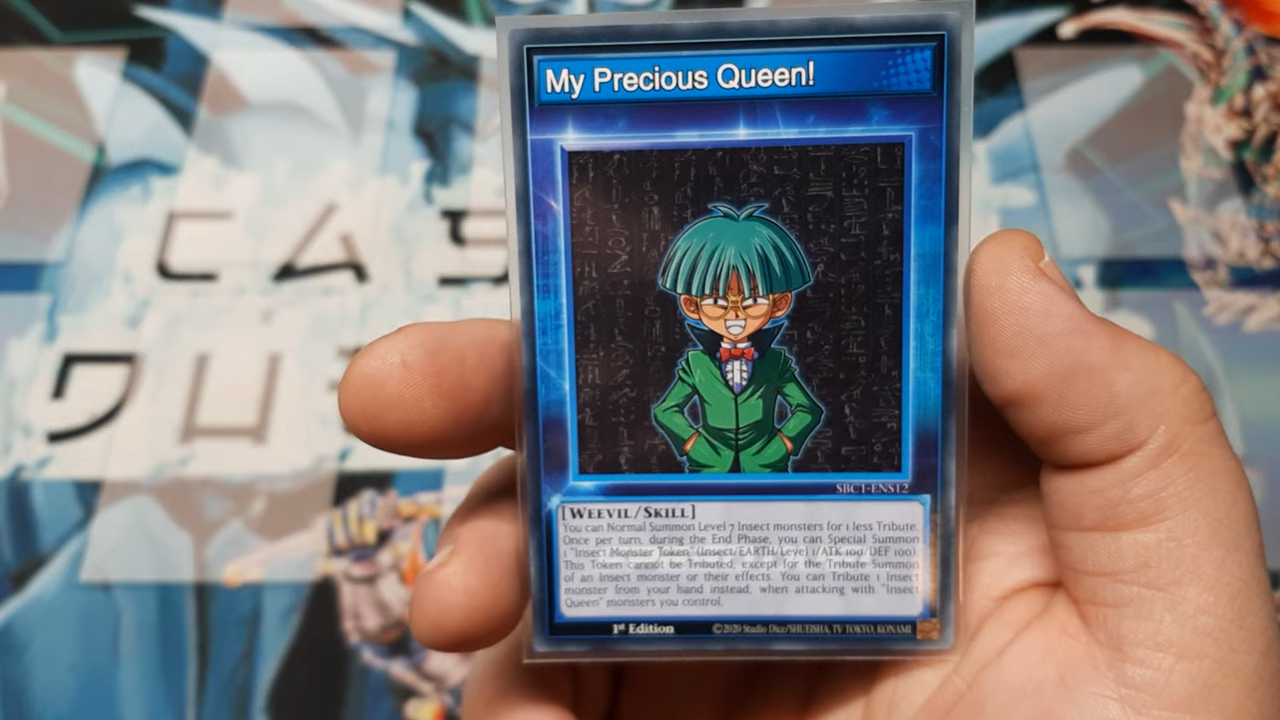 My Precious Queen!
CAS
DU
SBC1-ENS12
[WEEVIL/SKILL]
You can Normal Summon Level 7 Insect monsters for 1 less Tribute.
Once per turn, during the End Phase, you can Special Summon
1 "Insect Monster Token" (Insect/EARTH/Level 1/ATK 100/DEF 100).
This Token cannot be Tributed, except for the Tribute Summon
of an Insect monster or their effects. You can Tribute 1 Insect
monster from your hand instead, when attacking with "Insect
Queen" monsters you control.
1st Edition ©2020 Studio Dice/SHUEISHA, TV TOKYO, KONAMI